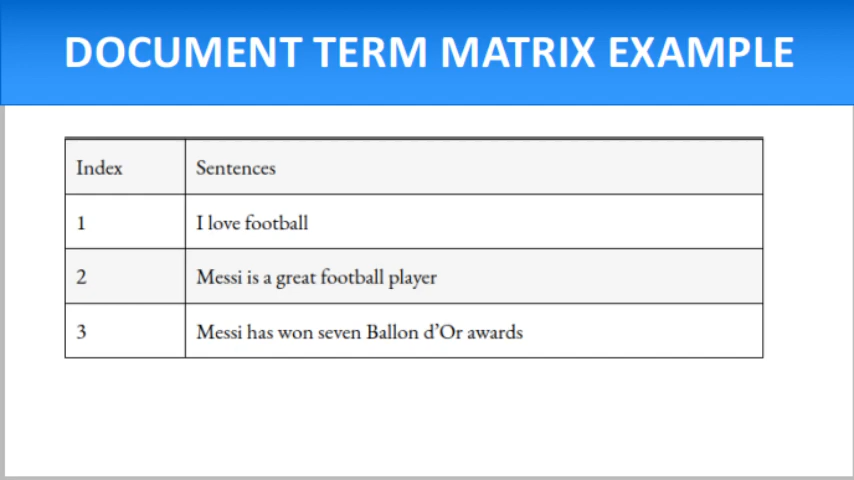 DOCUMENT TERM MATRIX EXAMPLE
Index Sentences
1 I love football
2 Messi is a great football player
3 Messi has won seven Ballon d’Or awards